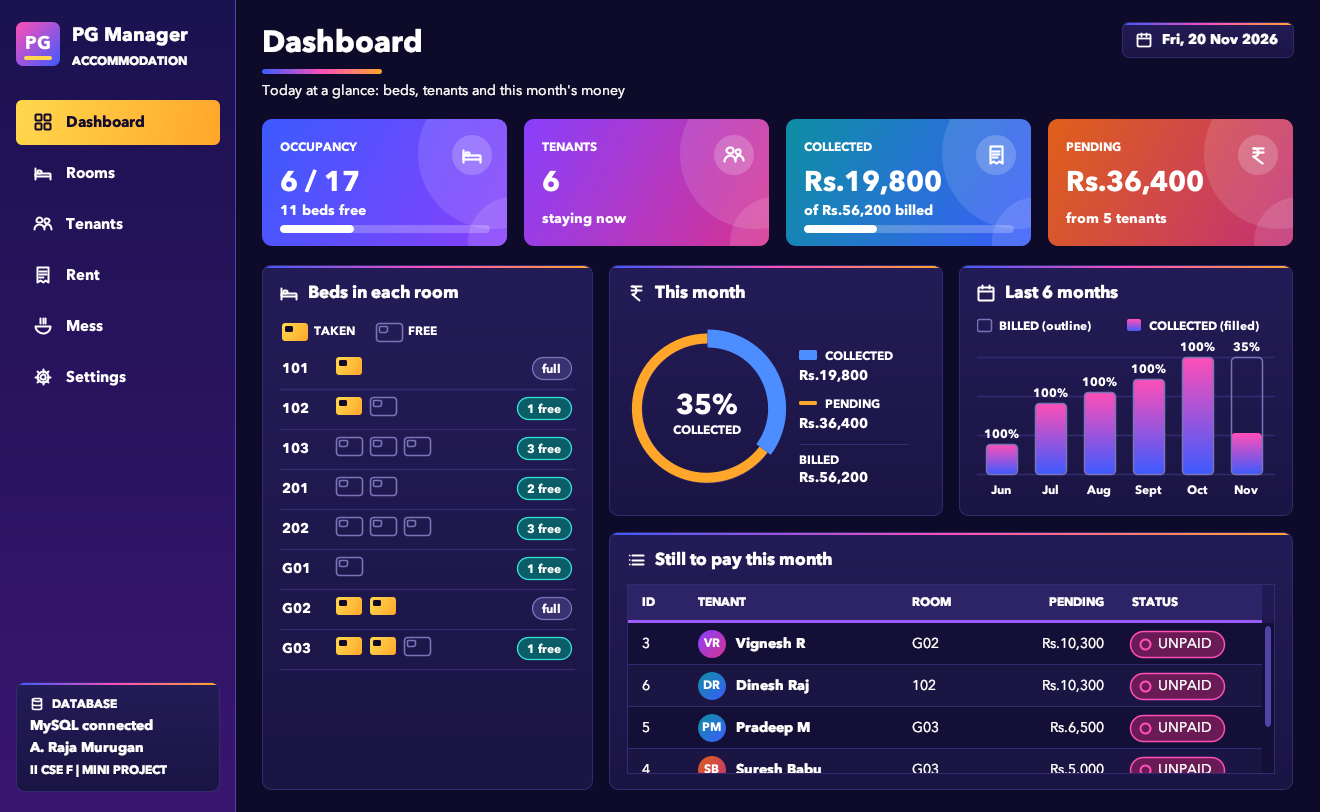 PG
PG Manager
ACCOMMODATION
Dashboard
Rooms
Tenants
Rent
Mess
Settings
DATABASE
MySQL connected
A. Raja Murugan
II CSE F | MINI PROJECT
Dashboard
Today at a glance: beds, tenants and this month's money
Fri, 20 Nov 2026
OCCUPANCY
6 / 17
11 beds free
TENANTS
6
staying now
COLLECTED
Rs.19,800
of Rs.56,200 billed
PENDING
₹
Rs.36,400
from 5 tenants
Beds in each room
TAKEN FREE
101 full
102 1 free
103 3 free
201 2 free
202 3 free
G01 1 free
G02 full
G03 1 free
₹ This month
35%
COLLECTED
COLLECTED
Rs.19,800
PENDING
Rs.36,400
BILLED
Rs.56,200
Last 6 months
BILLED (outline) COLLECTED (filled)
100% 100% 100% 100% 100% 35%
Jun Jul Aug Sept Oct Nov
Still to pay this month
ID TENANT ROOM PENDING STATUS
3 VR Vignesh R G02 Rs.10,300 UNPAID
6 DR Dinesh Raj 102 Rs.10,300 UNPAID
5 PM Pradeep M G03 Rs.6,500 UNPAID
4 SB Suresh Babu G03 Rs.5,000 UNPAID